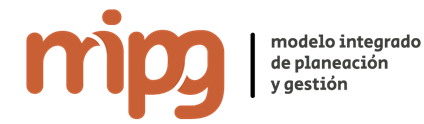 mipg
modelo integrado
de planeación
y gestión